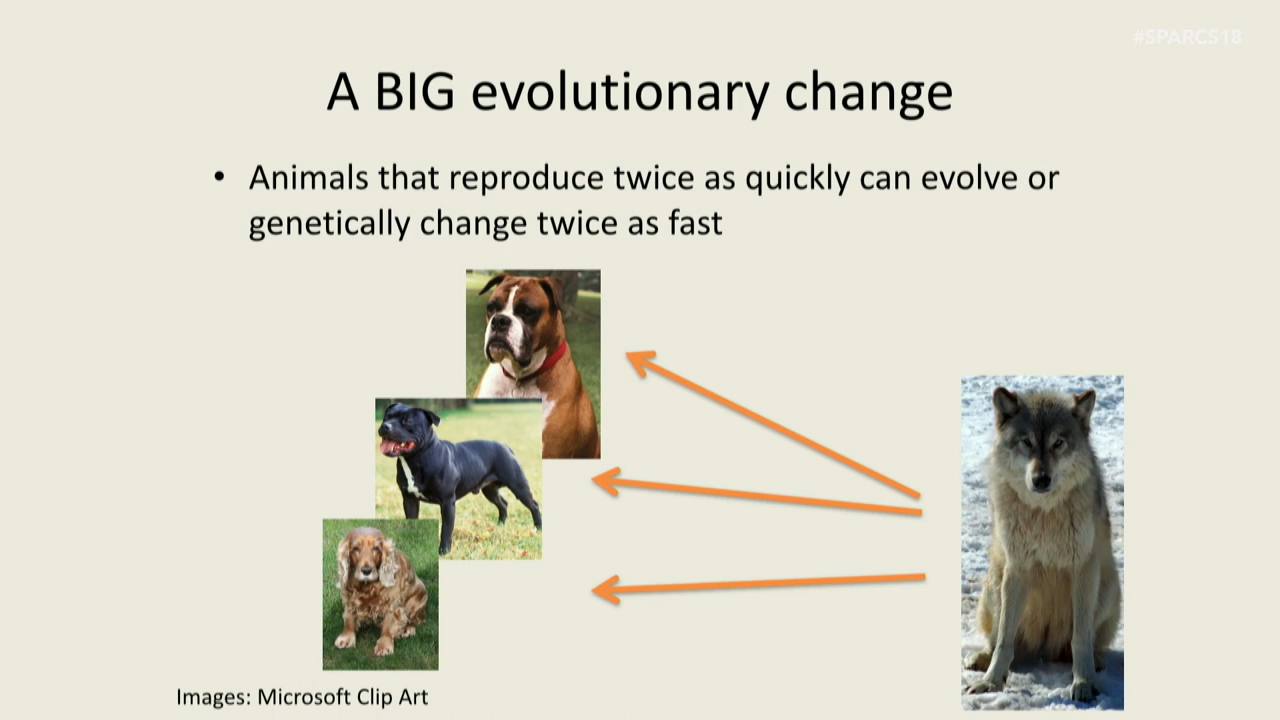 #SPARCS18
A BIG evolutionary change
• Animals that reproduce twice as quickly can evolve or
genetically change twice as fast
Images: Microsoft Clip Art